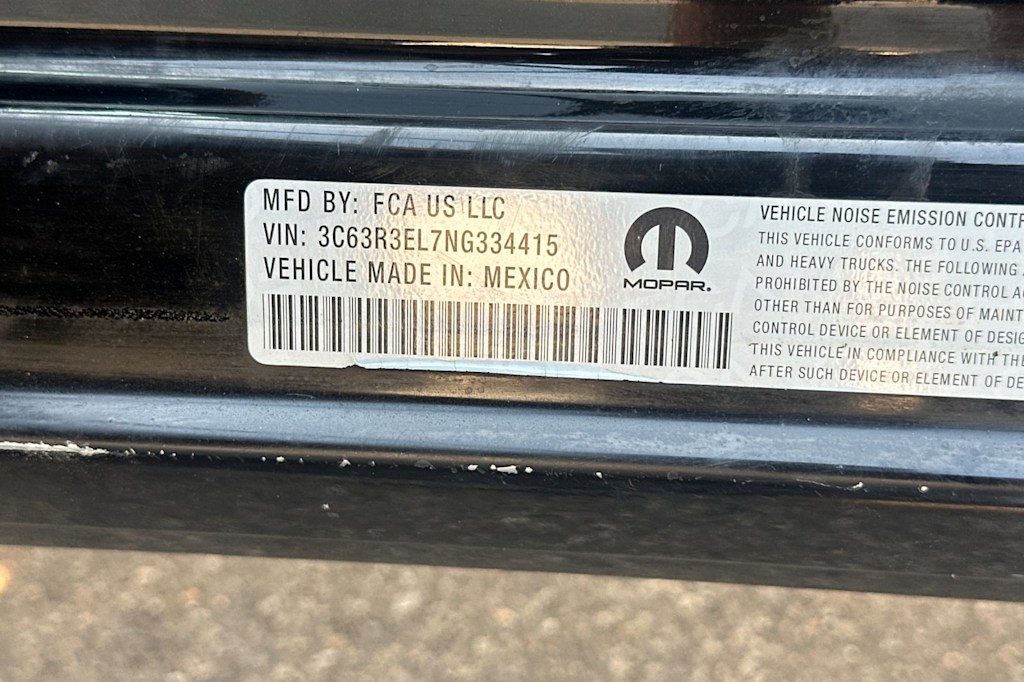 MFD BY: FCA US LLC
VIN: 3C63R3EL7NG334415
VEHICLE MADE IN: MEXICO
MOPAR.
VEHICLE NOISE EMISSION CONTR
THIS VEHICLE CONFORMS TO U.S. EPA
AND HEAVY TRUCKS. THE FOLLOWING
PROHIBITED BY THE NOISE CONTROL
OTHER THAN FOR PURPOSES OF MAINT
CONTROL DEVICE OR ELEMENT OF DESIG
THIS VEHICLE IN COMPLIANCE WITH THE
AFTER SUCH DEVICE OR ELEMENT OF DE